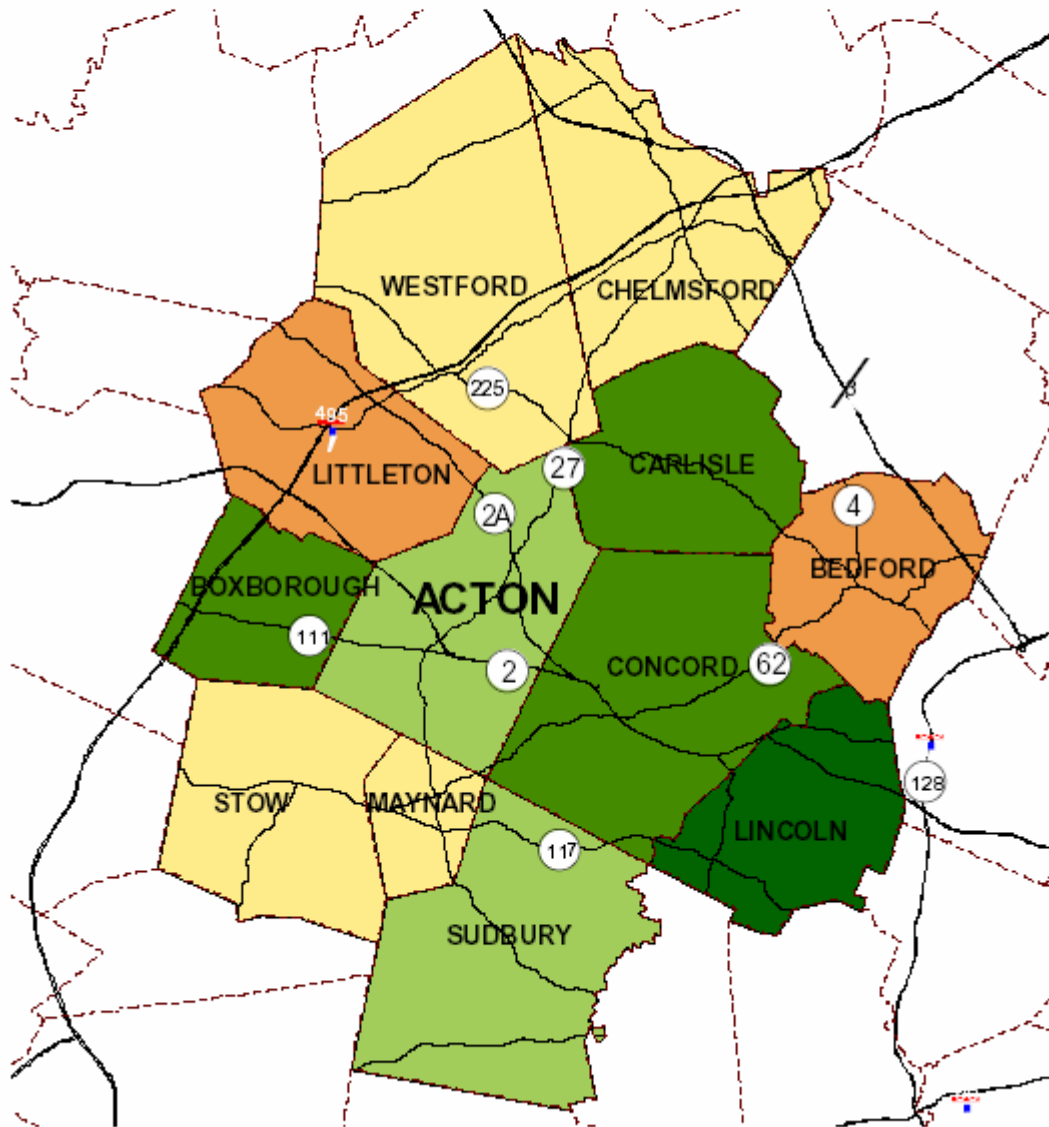 WESTFORD
CHELMSFORD
225
3
495
LITTLETON
27
CARLISLE
2A
4
BEDFORD
BOXBOROUGH
ACTON
111
2
CONCORD
62
128
STOW
MAYNARD
LINCOLN
117
SUDBURY